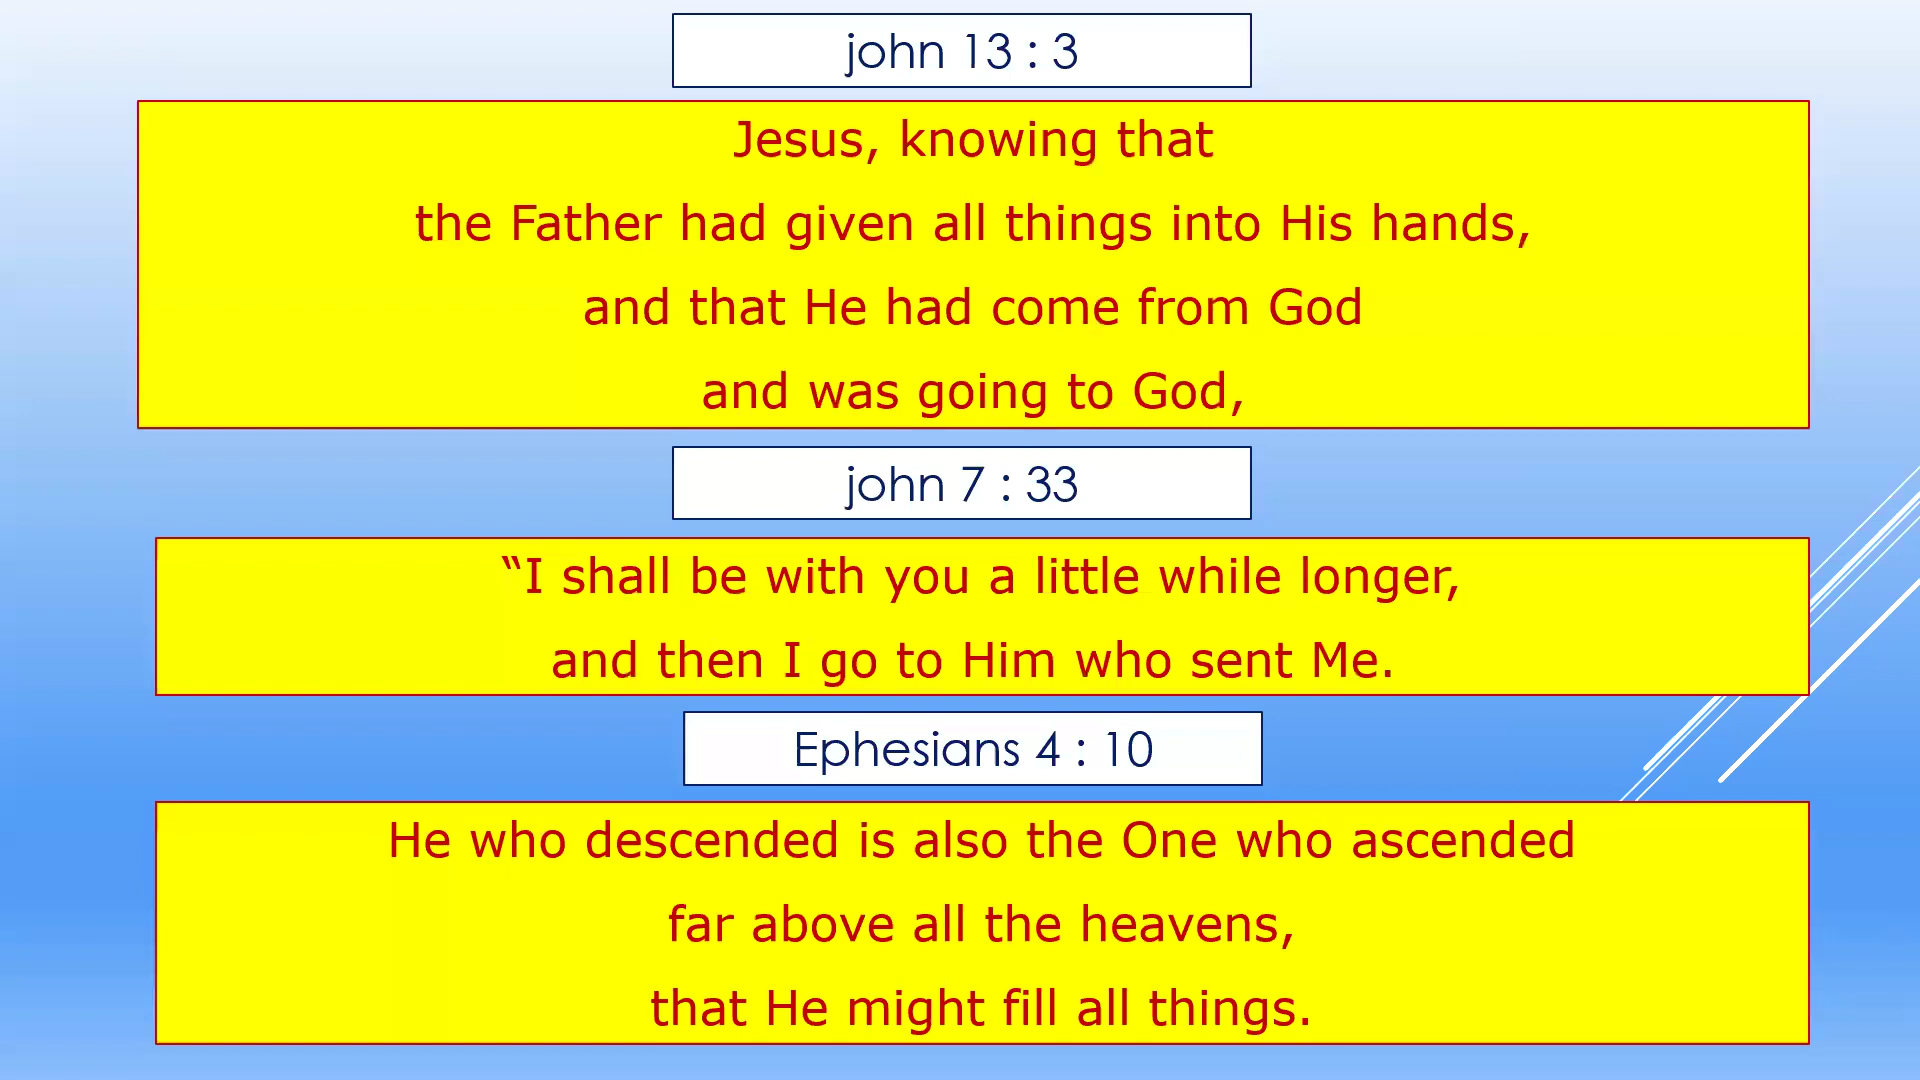 john 13 : 3
Jesus, knowing that
the Father had given all things into His hands,
and that He had come from God
and was going to God,
john 7 : 33
“I shall be with you a little while longer,
and then I go to Him who sent Me.
Ephesians 4 : 10
He who descended is also the One who ascended
far above all the heavens,
that He might fill all things.